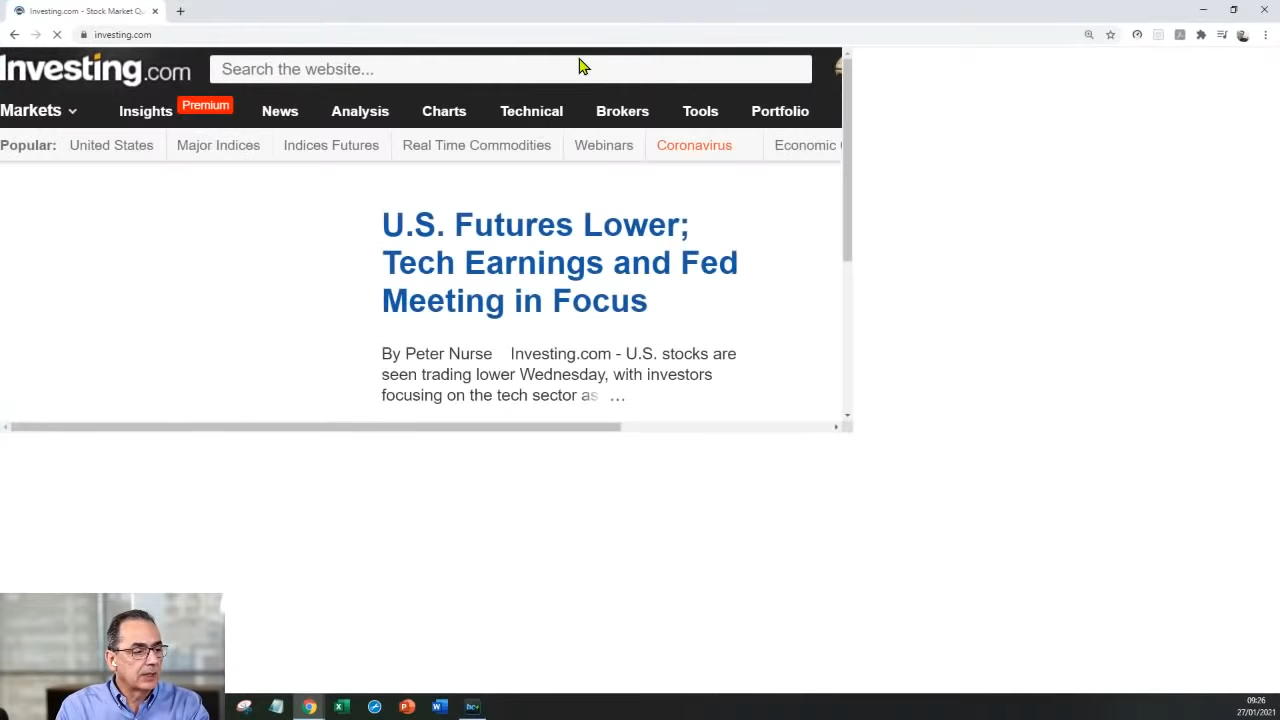 Investing.com - Stock Market Qu
investing.com
Investing.com
Search the website...
Markets
Insights
Premium
News
Analysis
Charts
Technical
Brokers
Tools
Portfolio
Popular:
United States
Major Indices
Indices Futures
Real Time Commodities
Webinars
Coronavirus
Economic
U.S. Futures Lower;
Tech Earnings and Fed
Meeting in Focus
By Peter Nurse Investing.com - U.S. stocks are
seen trading lower Wednesday, with investors
focusing on the tech sector as ...
bc+
09:26
27/01/2021